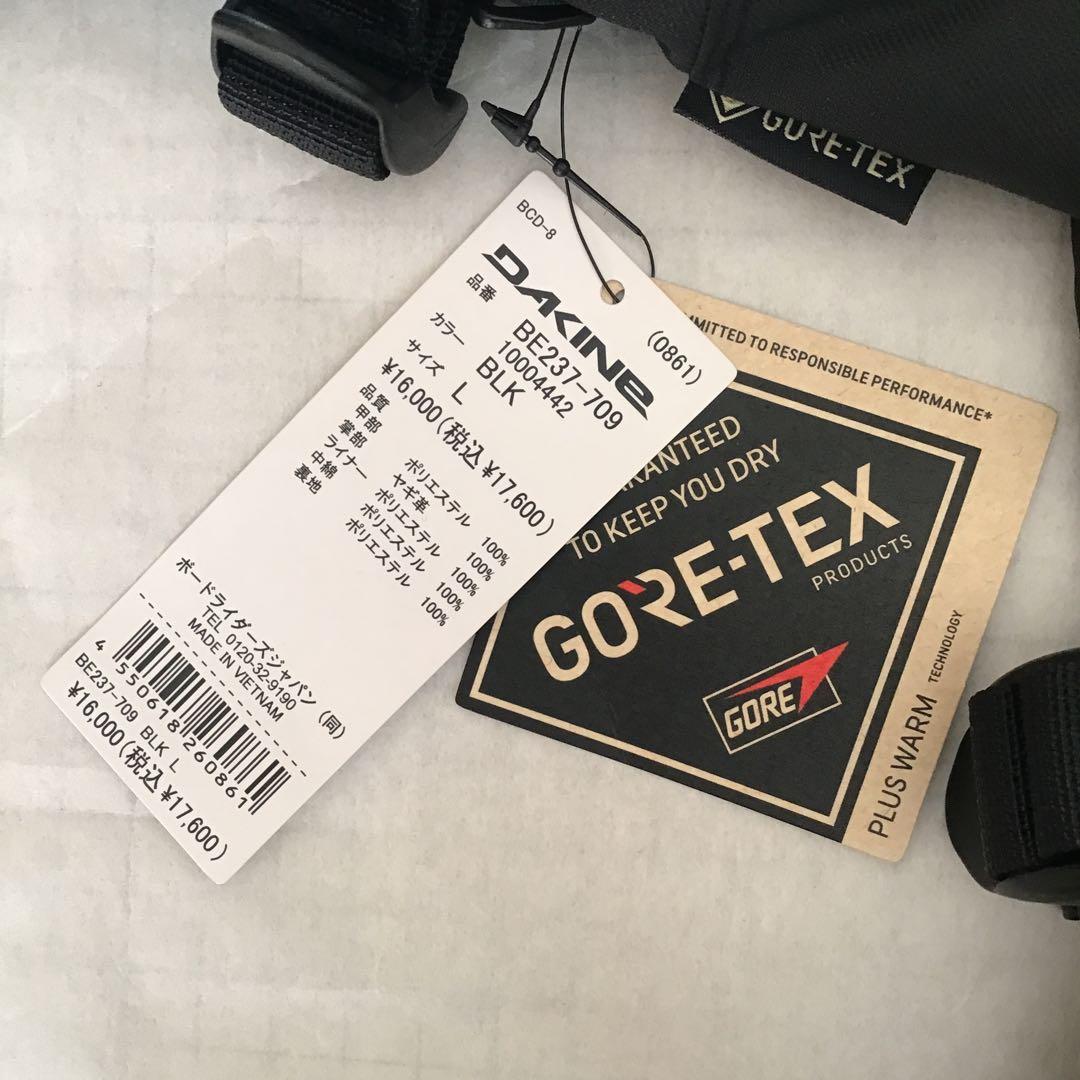 BCD-8
DAKINE
(0861)
品番 BE237-709
10004442
カラー BLK
サイズ L
¥16,000(税込 ¥17,600)
品質
甲部 ポリエステル 100%
掌部 ヤギ革
ライナー ポリエステル 100%
中綿 ポリエステル 100%
裏地 ポリエステル 100%
ボードライダーズジャパン (同)
TEL 0120-32-9190
MADE IN VIETNAM
4 550618 260861
BE237-709 BLK L
¥16,000(税込 ¥17,600)
GORE-TEX
TO RESPONSIBLE PERFORMANCE*
TO KEEP YOU DRY
GORE-TEX
PRODUCTS
GORE
PLUS WARM TECHNOLOGY